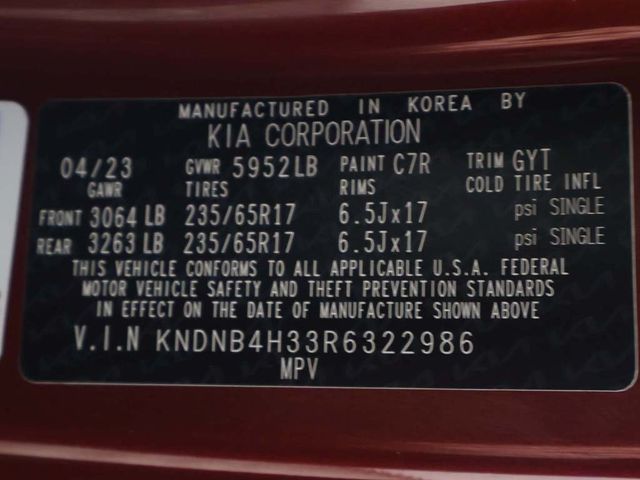 MANUFACTURED IN KOREA BY
KIA CORPORATION
04/23 GVWR 5952LB PAINT C7R TRIM GYT
GAWR TIRES RIMS COLD TIRE INFL
FRONT 3064 LB 235/65R17 6.5Jx17 psi SINGLE
REAR 3263 LB 235/65R17 6.5Jx17 psi SINGLE
THIS VEHICLE CONFORMS TO ALL APPLICABLE U.S.A. FEDERAL
MOTOR VEHICLE SAFETY AND THEFT PREVENTION STANDARDS
IN EFFECT ON THE DATE OF MANUFACTURE SHOWN ABOVE
V.I.N KNDNB4H33R6322986
MPV